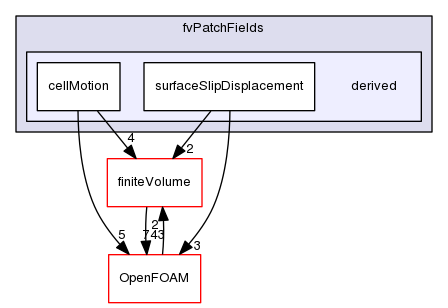 fvPatchFields
cellMotion
surfaceSlipDisplacement
derived
4
2
finiteVolume
2
5
743
3
OpenFOAM